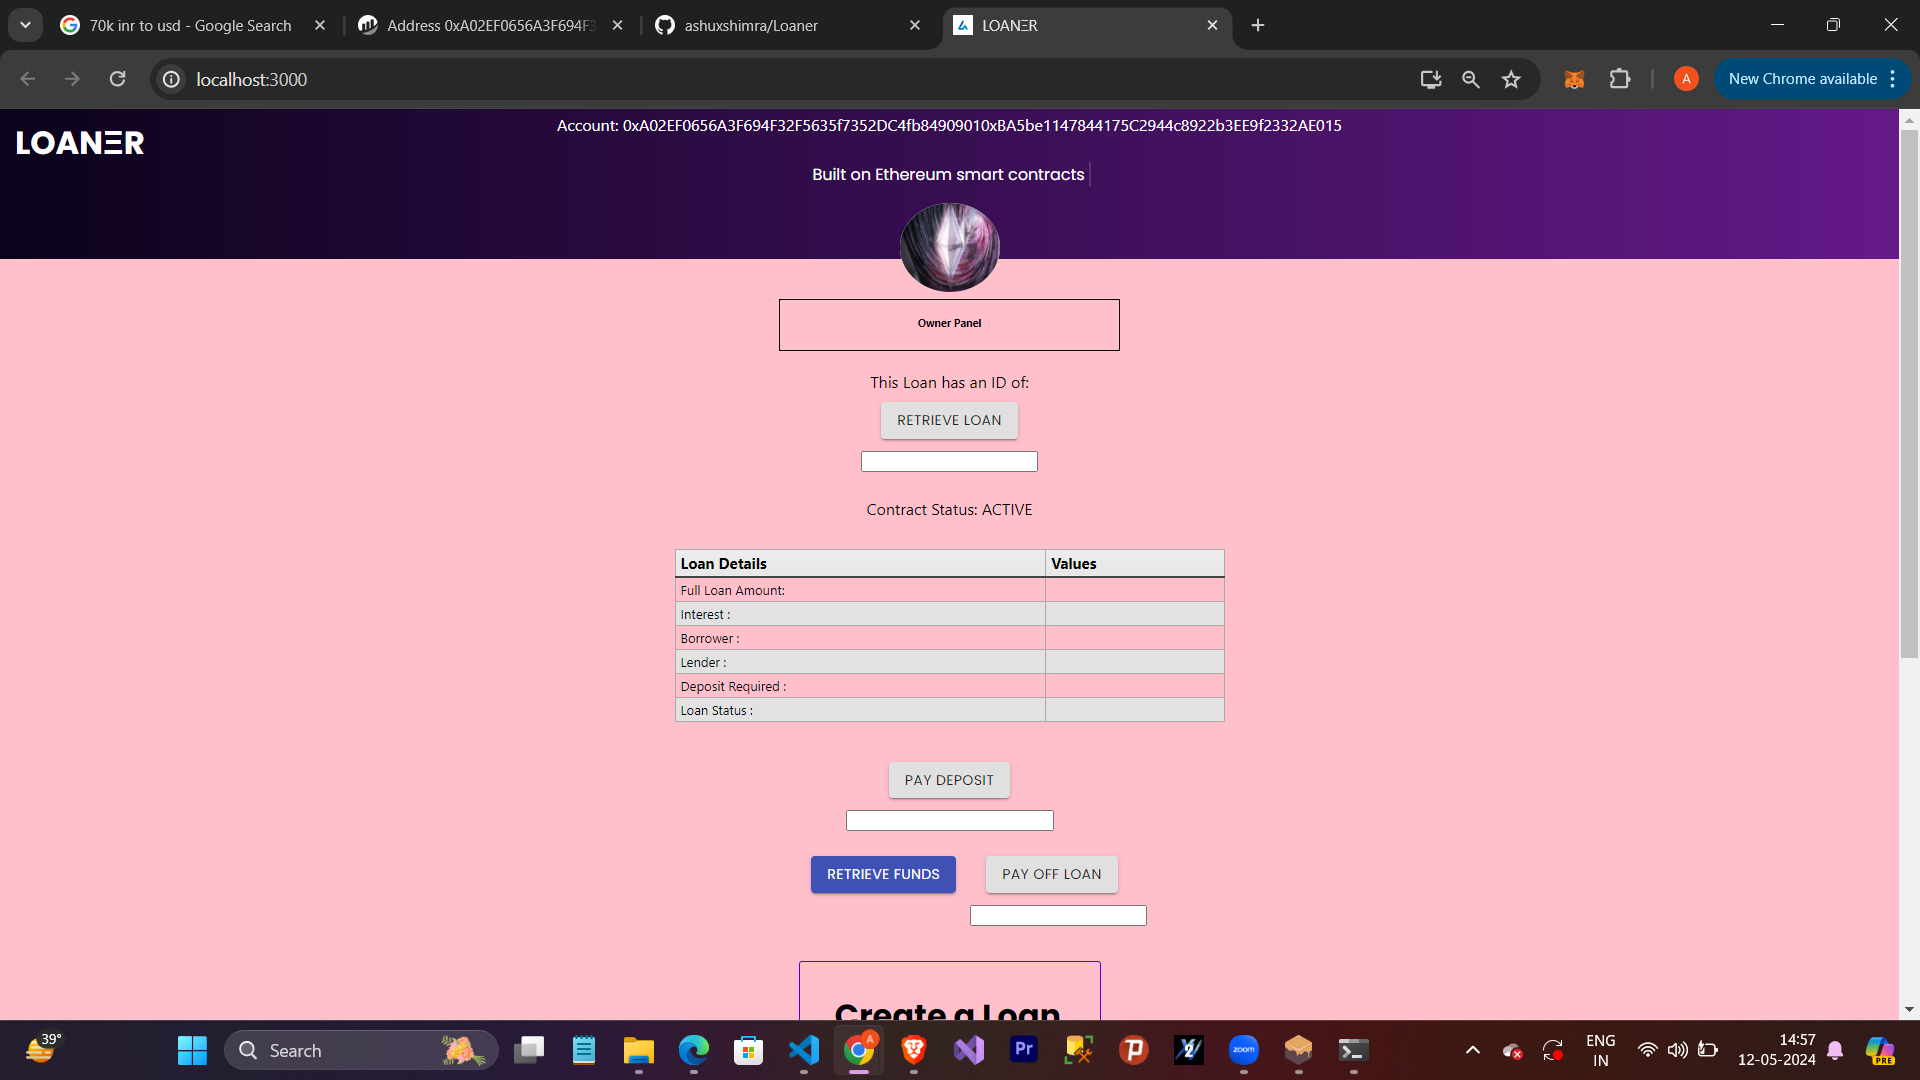 70k inr to usd - Google Search
Address 0xA02EF0656A3F694F3
ashuxshimra/Loaner
LOANΞR
localhost:3000
A
New Chrome available
LOANΞR
Account: 0xA02EF0656A3F694F32F5635f7352DC4fb84909010xBA5be1147844175C2944c8922b3EE9f2332AE015
Built on Ethereum smart contracts
Owner Panel
This Loan has an ID of:
RETRIEVE LOAN
Contract Status: ACTIVE
Loan Details Values
Full Loan Amount:
Interest :
Borrower :
Lender :
Deposit Required :
Loan Status :
PAY DEPOSIT
RETRIEVE FUNDS PAY OFF LOAN
Create a Loan
39°
Search
A
Pr
zoom
ENG
IN
14:57
12-05-2024
PRE